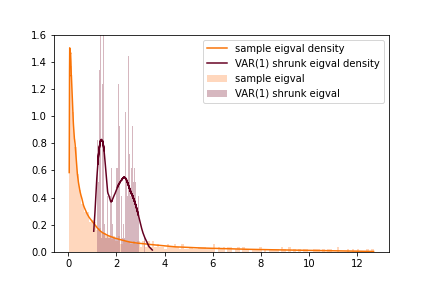 1.6
1.4
1.2
1.0
0.8
0.6
0.4
0.2
0.0
sample eigval density
VAR(1) shrunk eigval density
sample eigval
VAR(1) shrunk eigval
0 2 4 6 8 10 12